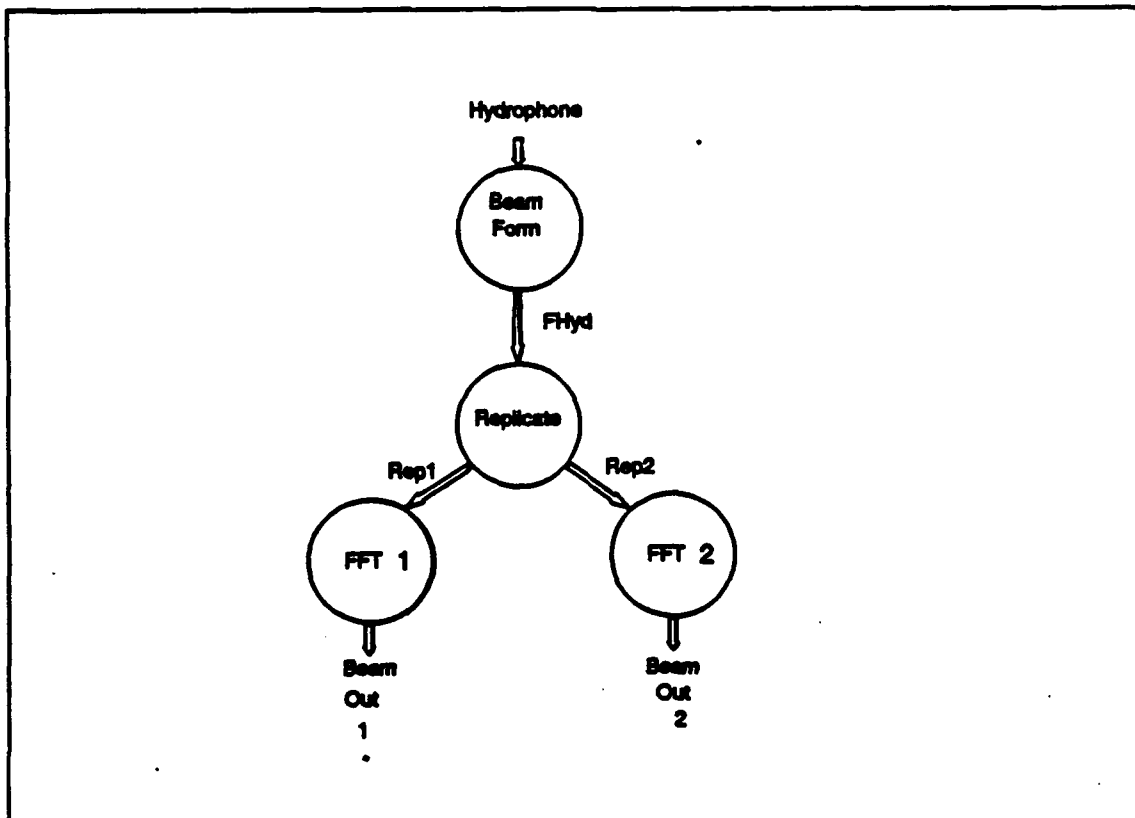 Hydrophone
Beam
Form
FHyd
Replicate
Rep1
Rep2
FFT 1
FFT 2
Beam
Out
1
Beam
Out
2